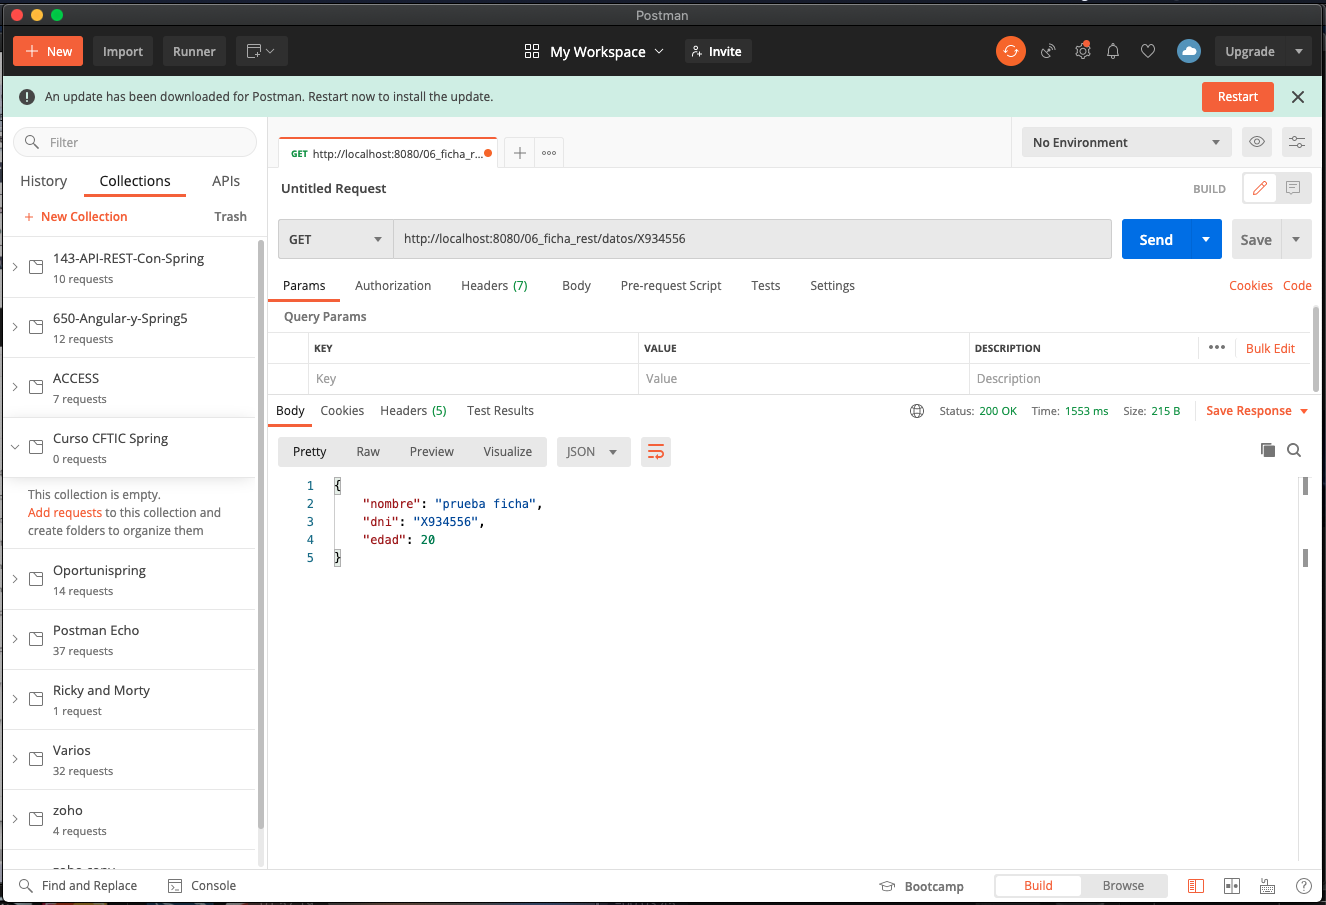 Postman
New
Import
Runner
My Workspace
Invite
Upgrade
An update has been downloaded for Postman. Restart now to install the update.
Restart
Filter
History
Collections
APIs
+ New Collection
Trash
143-API-REST-Con-Spring
10 requests
650-Angular-y-Spring5
12 requests
ACCESS
7 requests
Curso CFTIC Spring
0 requests
This collection is empty.
Add requests to this collection and
create folders to organize them
Oportunispring
14 requests
Postman Echo
37 requests
Ricky and Morty
1 request
Varios
32 requests
zoho
4 requests
GET http://localhost:8080/06_ficha_r...
No Environment
Untitled Request
BUILD
GET
http://localhost:8080/06_ficha_rest/datos/X934556
Send
Save
Params
Authorization
Headers (7)
Body
Pre-request Script
Tests
Settings
Cookies
Code
Query Params
KEY
VALUE
DESCRIPTION
Bulk Edit
Key
Value
Description
Body
Cookies
Headers (5)
Test Results
Status: 200 OK
Time: 1553 ms
Size: 215 B
Save Response
Pretty
Raw
Preview
Visualize
JSON
1 {
2 "nombre": "prueba ficha",
3 "dni": "X934556",
4 "edad": 20
5 }
Find and Replace
Console
Bootcamp
Build
Browse